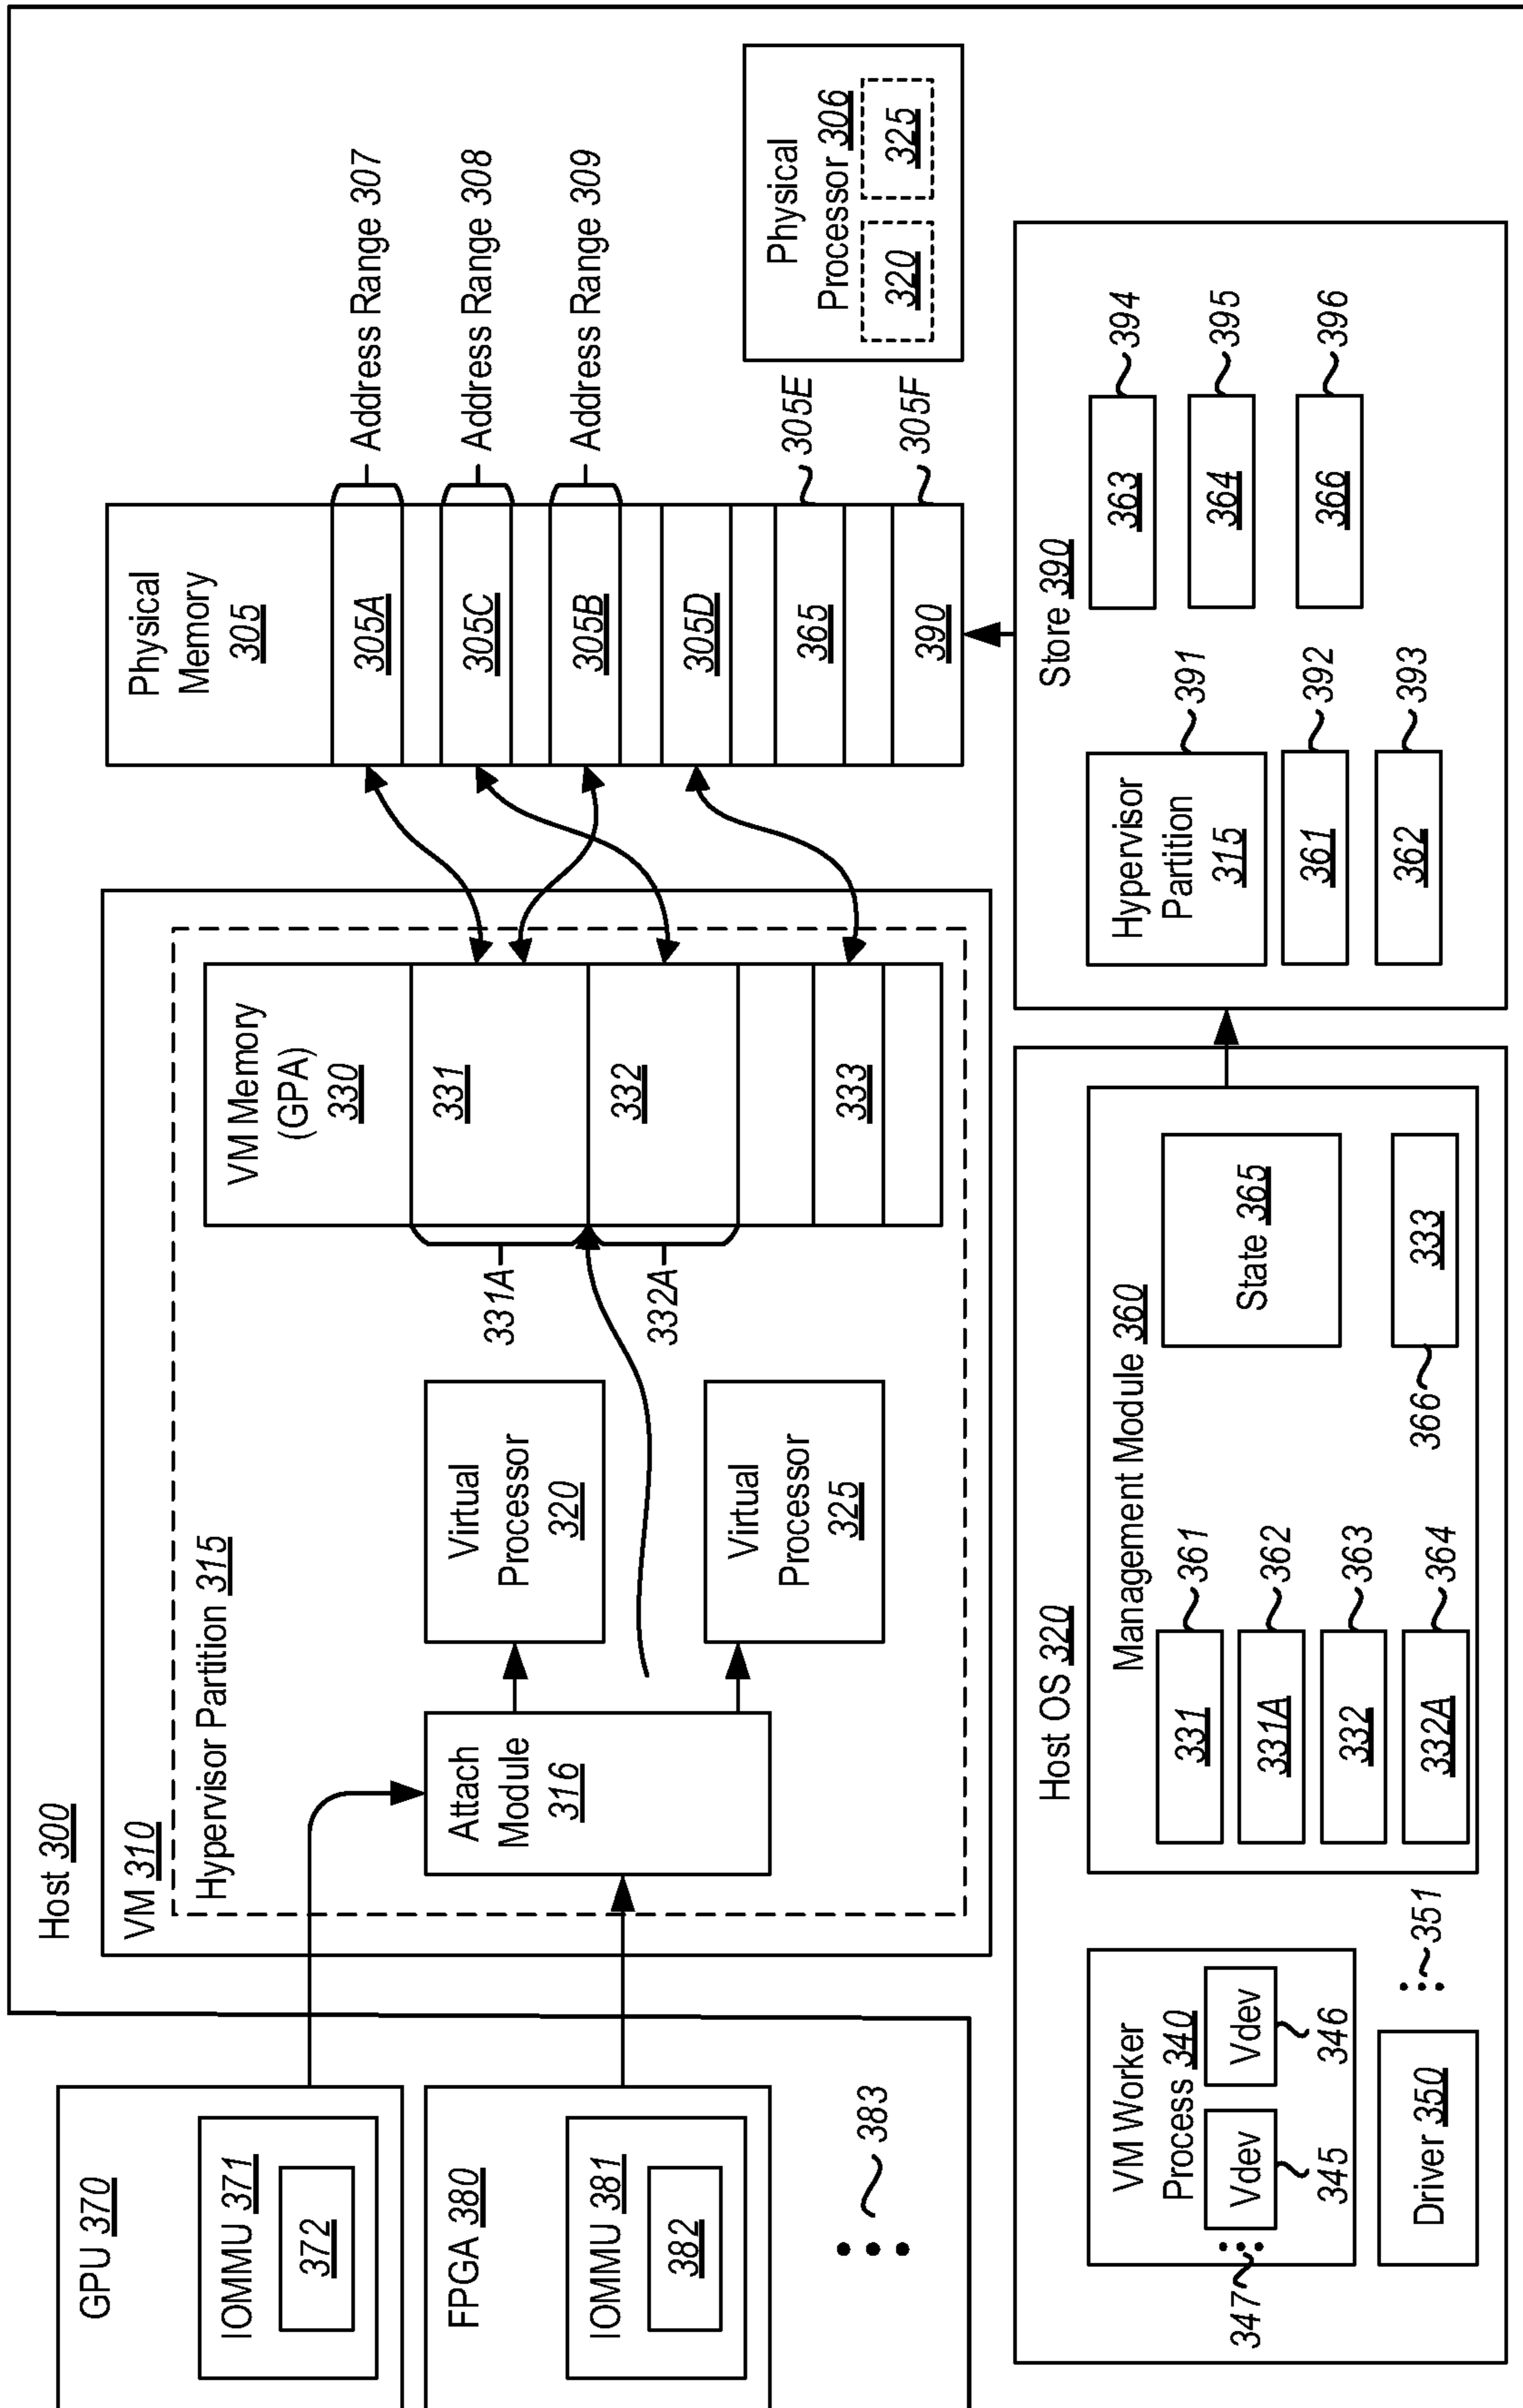 Host 300
VM 310
Hypervisor Partition 315
Attach
Module
316
Virtual
Processor
320
Virtual
Processor
325
331A
332A
VM Memory
(GPA)
330
331
332
333
Physical
Memory
305
305A
305C
305B
305D
365
390
Address Range 307
Address Range 308
Address Range 309
305E
305F
Physical
Processor 306
320
325
GPU 370
IOMMU 371
372
FPGA 380
IOMMU 381
382
383
Host OS 320
VM Worker
Process 340
Vdev
Vdev
347
345
346
Driver 350
351
Management Module 360
331
361
331A
362
332
363
332A
364
State 365
366
333
Store 390
Hypervisor
Partition
315
391
361
392
362
393
363
394
364
395
366
396